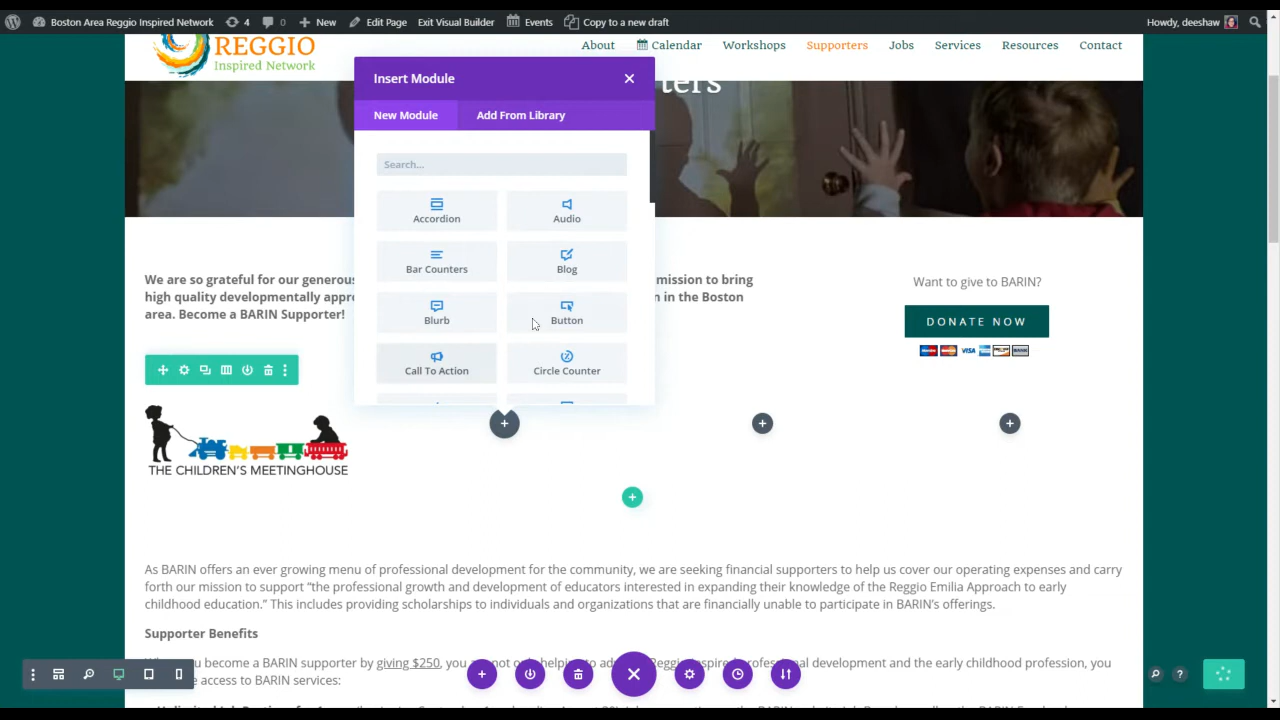 Boston Area Reggio Inspired Network 4 0 New Edit Page Exit Visual Builder Events Copy to a new draft Howdy, deeshaw
REGGIO
Inspired Network
About Calendar Workshops Supporters Jobs Services Resources Contact
Insert Module
New Module Add From Library
Search...
Accordion Audio
Bar Counters Blog
Blurb Button
Call To Action Circle Counter
We are so grateful for our generous mission to bring
high quality developmentally in the Boston
area. Become a BARIN Supporter!
Want to give to BARIN?
DONATE NOW
VISA
THE CHILDREN'S MEETINGHOUSE
As BARIN offers an ever growing menu of professional development for the community, we are seeking financial supporters to help us cover our operating expenses and carry
forth our mission to support "the professional growth and development of educators interested in expanding their knowledge of the Reggio Emilia Approach to early
childhood education." This includes providing scholarships to individuals and organizations that are financially unable to participate in BARIN's offerings.
Supporter Benefits
you become a BARIN supporter by giving $250, you not only development and the early childhood profession, you
access to BARIN services: